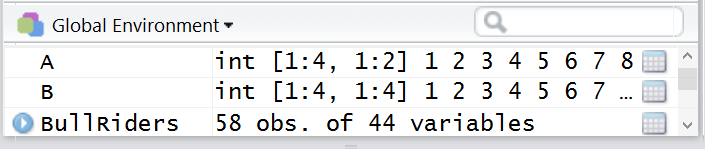 Global Environment
A int [1:4, 1:2] 1 2 3 4 5 6 7 8
B int [1:4, 1:4] 1 2 3 4 5 6 7 …
BullRiders 58 obs. of 44 variables